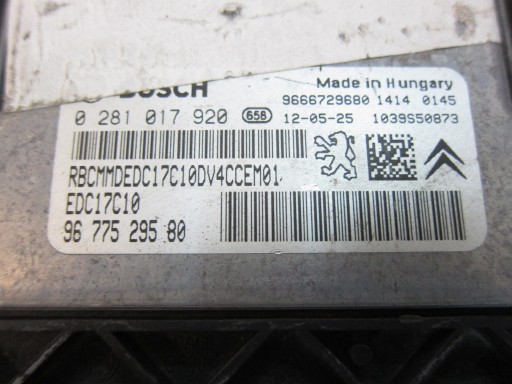 BOSCH
Made in Hungary
9666729680 1414 0145
0 281 017 920 658 12-05-25 1039S50873
RBCMMDEDC17C10DV4CCEM01
EDC17C10
96 775 295 80